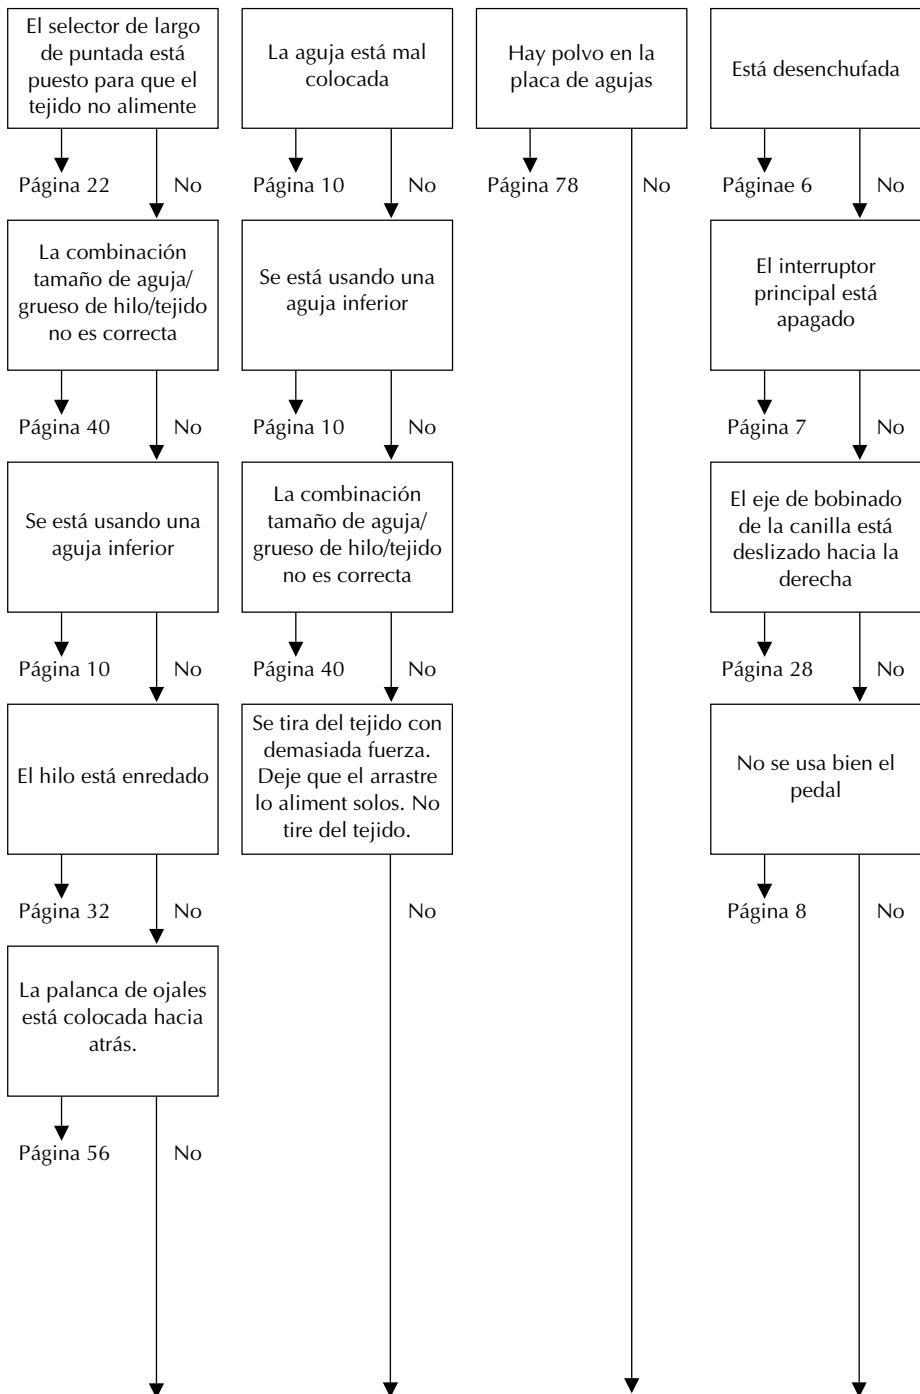 El selector de largo
de puntada está
puesto para que el
tejido no alimente
Página 22
No
La combinación
tamaño de aguja/
grueso de hilo/tejido
no es correcta
Página 40
No
Se está usando una
aguja inferior
Página 10
No
El hilo está enredado
Página 32
No
La palanca de ojales
está colocada hacia
atrás.
Página 56
No
La aguja está mal
colocada
Página 10
No
Se está usando una
aguja inferior
Página 10
No
La combinación
tamaño de aguja/
grueso de hilo/tejido
no es correcta
Página 40
No
Se tira del tejido con
demasiada fuerza.
Deje que el arrastre
lo aliment solos. No
tire del tejido.
No
Hay polvo en la
placa de agujas
Página 78
No
Está desenchufada
Páginae 6
No
El interruptor
principal está
apagado
Página 7
No
El eje de bobinado
de la canilla está
deslizado hacia la
derecha
Página 28
No
No se usa bien el
pedal
Página 8
No